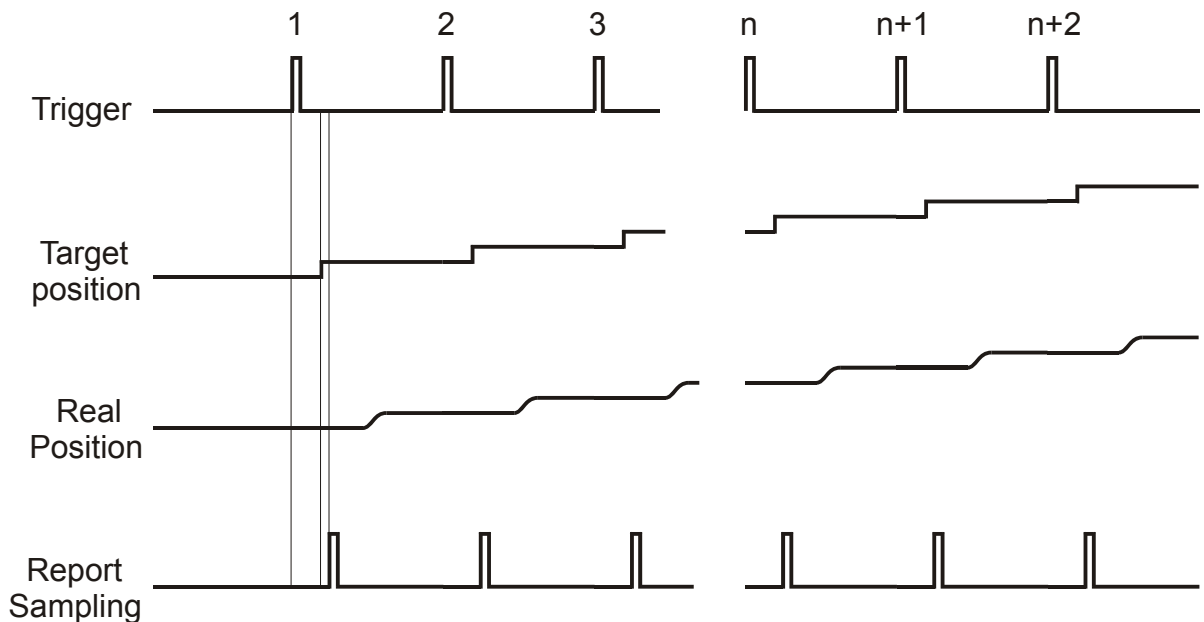 1 2 3 n n+1 n+2
Trigger
Target
position
Real
Position
Report
Sampling